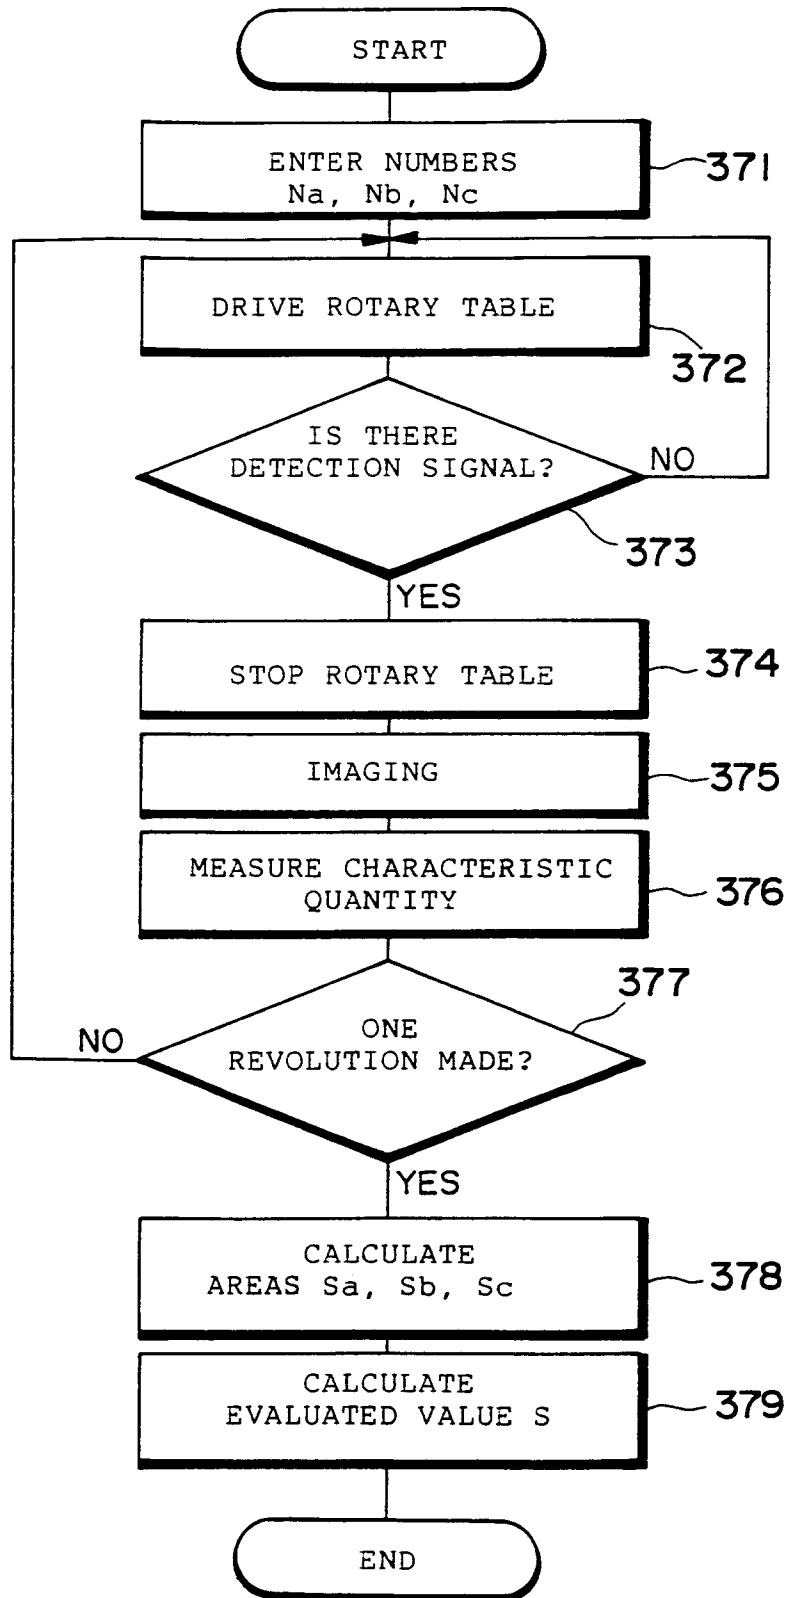 START
ENTER NUMBERS
Na, Nb, Nc
371
DRIVE ROTARY TABLE
372
IS THERE
DETECTION SIGNAL?
NO
373
YES
STOP ROTARY TABLE
374
IMAGING
375
MEASURE CHARACTERISTIC
QUANTITY
376
377
ONE
REVOLUTION MADE?
NO
YES
CALCULATE
AREAS Sa, Sb, Sc
378
CALCULATE
EVALUATED VALUE S
379
END